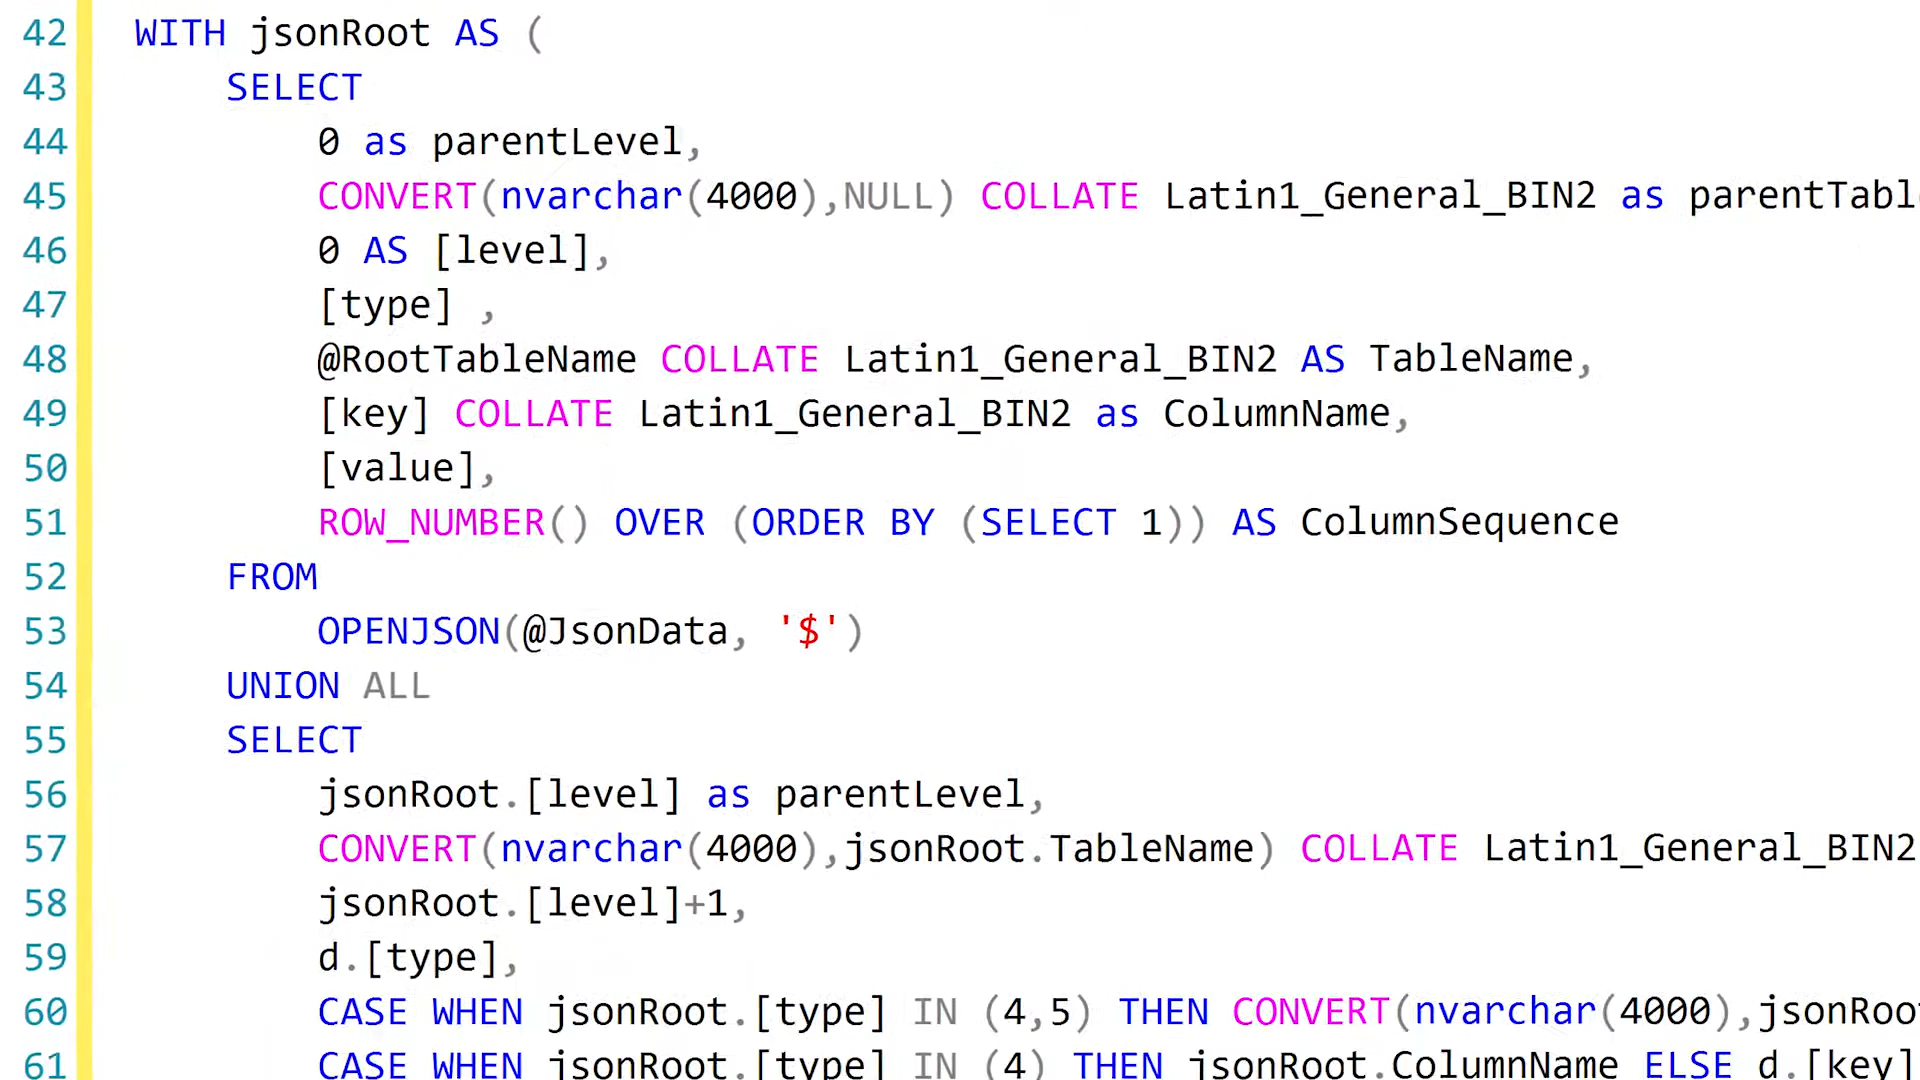 42 WITH jsonRoot AS (
43 SELECT
44 0 as parentLevel,
45 CONVERT(nvarchar(4000),NULL) COLLATE Latin1_General_BIN2 as parentTabl
46 0 AS [level],
47 [type] ,
48 @RootTableName COLLATE Latin1_General_BIN2 AS TableName,
49 [key] COLLATE Latin1_General_BIN2 as ColumnName,
50 [value],
51 ROW_NUMBER() OVER (ORDER BY (SELECT 1)) AS ColumnSequence
52 FROM
53 OPENJSON(@JsonData, '$')
54 UNION ALL
55 SELECT
56 jsonRoot.[level] as parentLevel,
57 CONVERT(nvarchar(4000),jsonRoot.TableName) COLLATE Latin1_General_BIN2
58 jsonRoot.[level]+1,
59 d.[type],
60 CASE WHEN jsonRoot.[type] IN (4,5) THEN CONVERT(nvarchar(4000),jsonRoo
61 CASE WHEN jsonRoot.[type] IN (4) THEN jsonRoot.ColumnName ELSE d.[key]